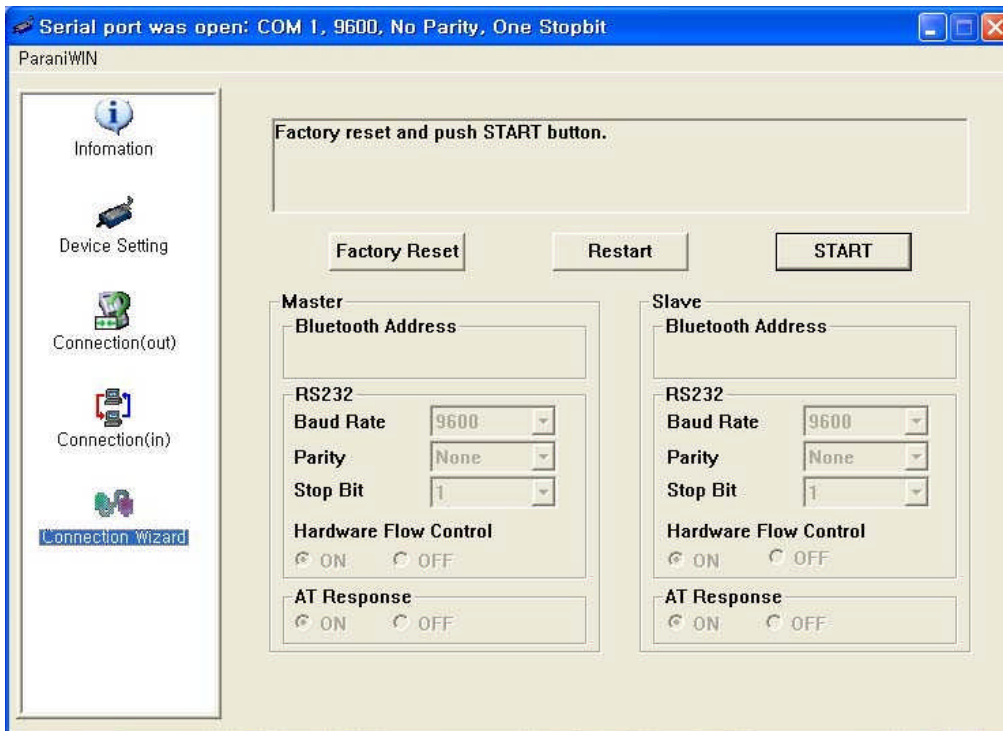 Serial port was open: COM 1, 9600, No Parity, One Stopbit
ParaniWIN
Infomation
Device Setting
Connection(out)
Connection(in)
Connection Wizard
Factory reset and push START button.
Factory Reset Restart START
Master
Bluetooth Address
RS232
Baud Rate 9600
Parity None
Stop Bit 1
Hardware Flow Control
ON OFF
AT Response
ON OFF
Slave
Bluetooth Address
RS232
Baud Rate 9600
Parity None
Stop Bit 1
Hardware Flow Control
ON OFF
AT Response
ON OFF